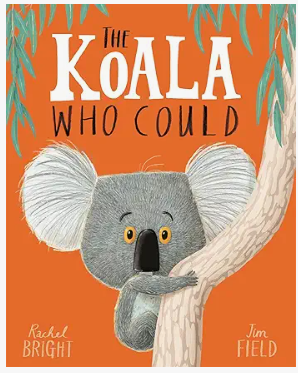 THE
KOALA
WHO COULD
Rachel
BRIGHT
Jim
FIELD